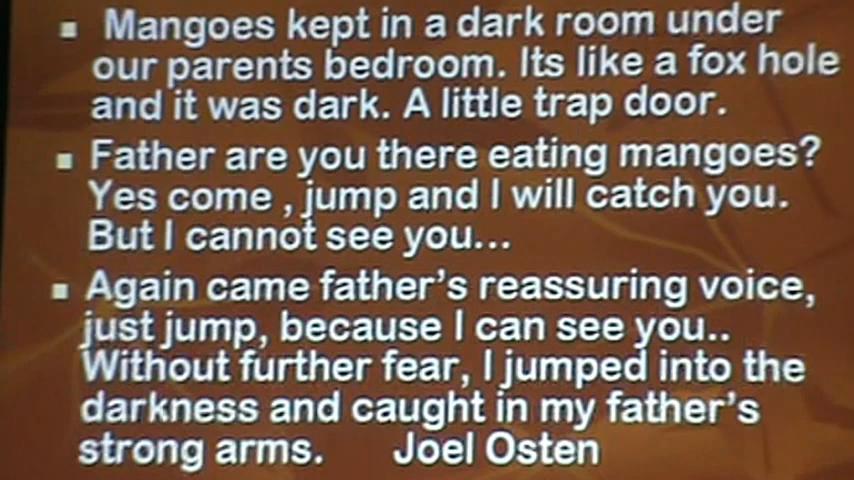 ▪ Mangoes kept in a dark room under
our parents bedroom. Its like a fox hole
and it was dark. A little trap door.
▪ Father are you there eating mangoes?
Yes come , jump and I will catch you.
But I cannot see you...
▪ Again came father's reassuring voice,
just jump, because I can see you..
Without further fear, I jumped into the
darkness and caught in my father's
strong arms. Joel Osten